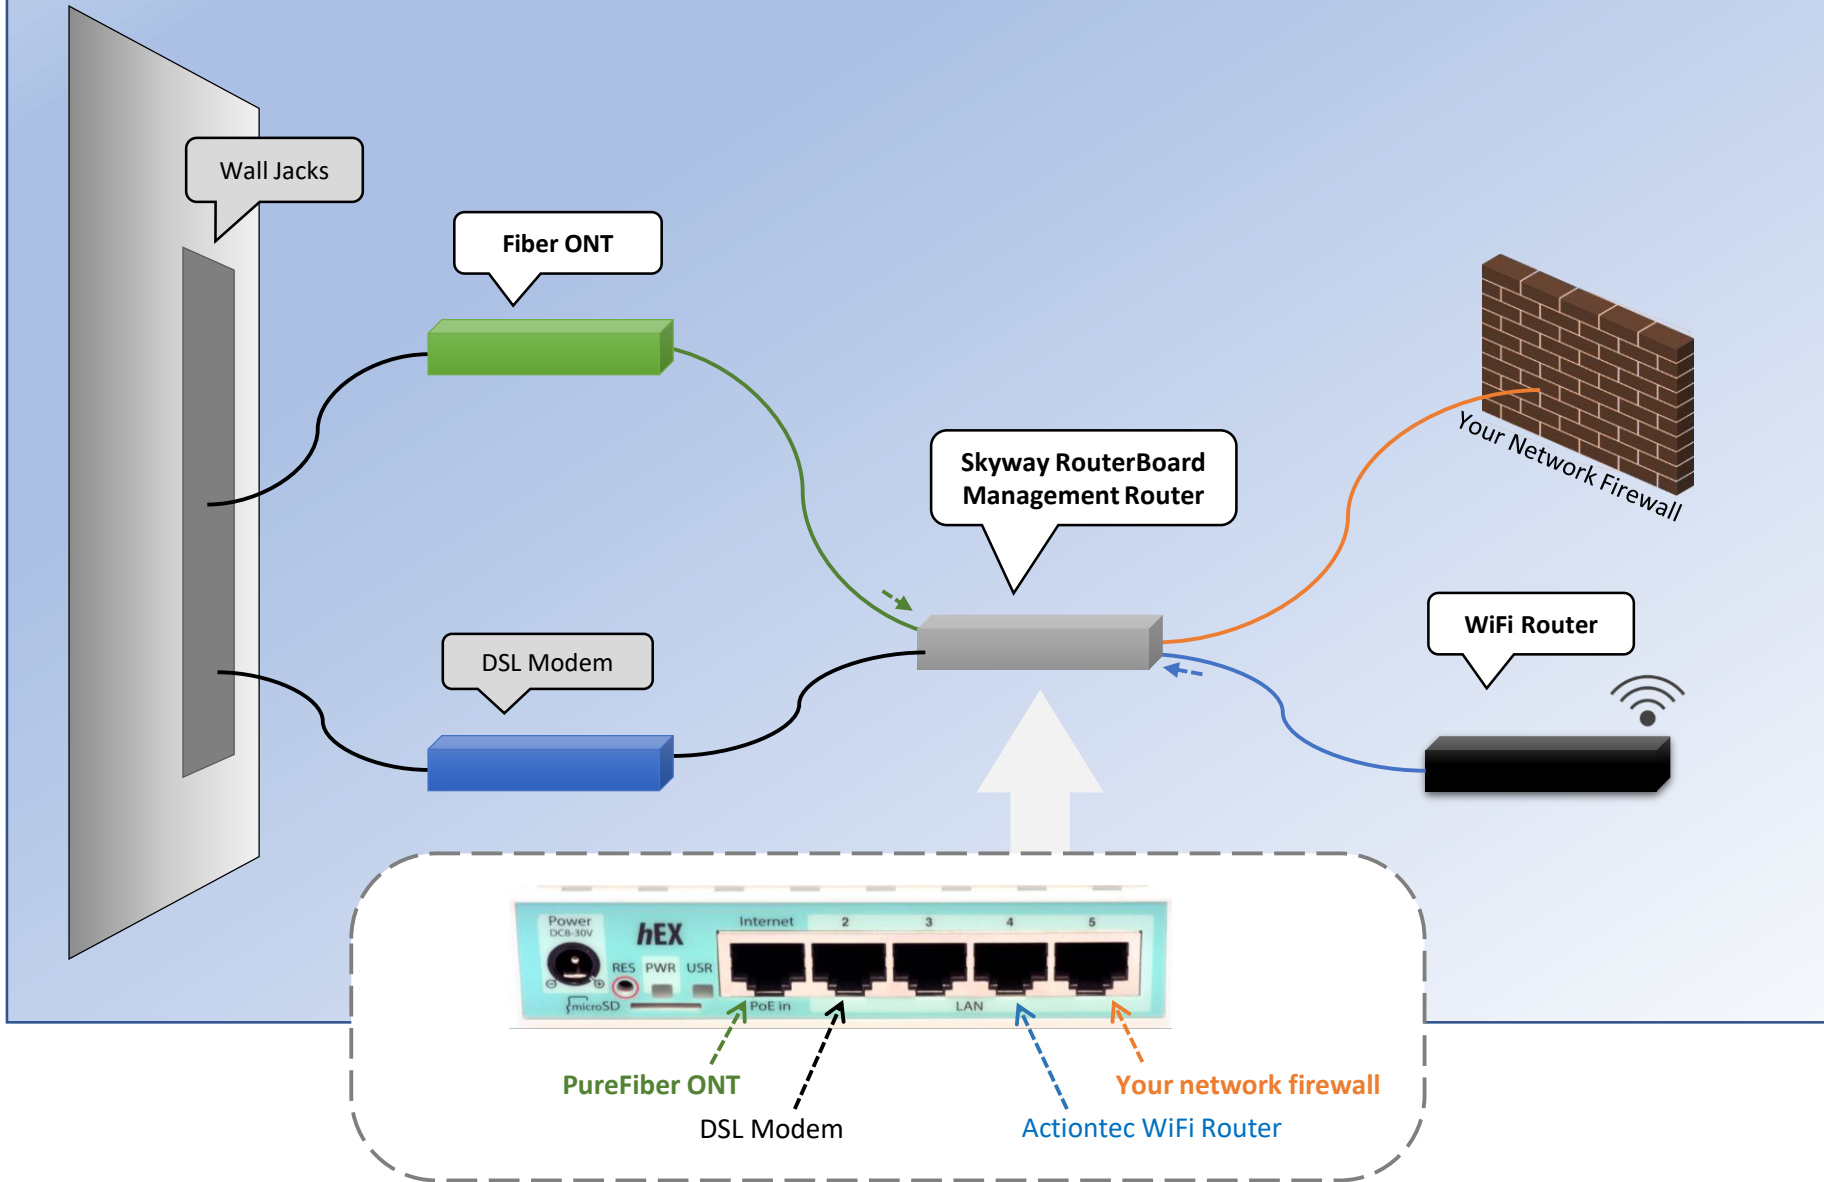 Wall Jacks
Fiber ONT
Skyway RouterBoard
Management Router
Your Network Firewall
WiFi Router
DSL Modem
Power
DC8-30V
hEX
RES PWR USR
microSD
Internet 2 3 4 5
PoE in
LAN
PureFiber ONT
Your network firewall
DSL Modem
Actiontec WiFi Router